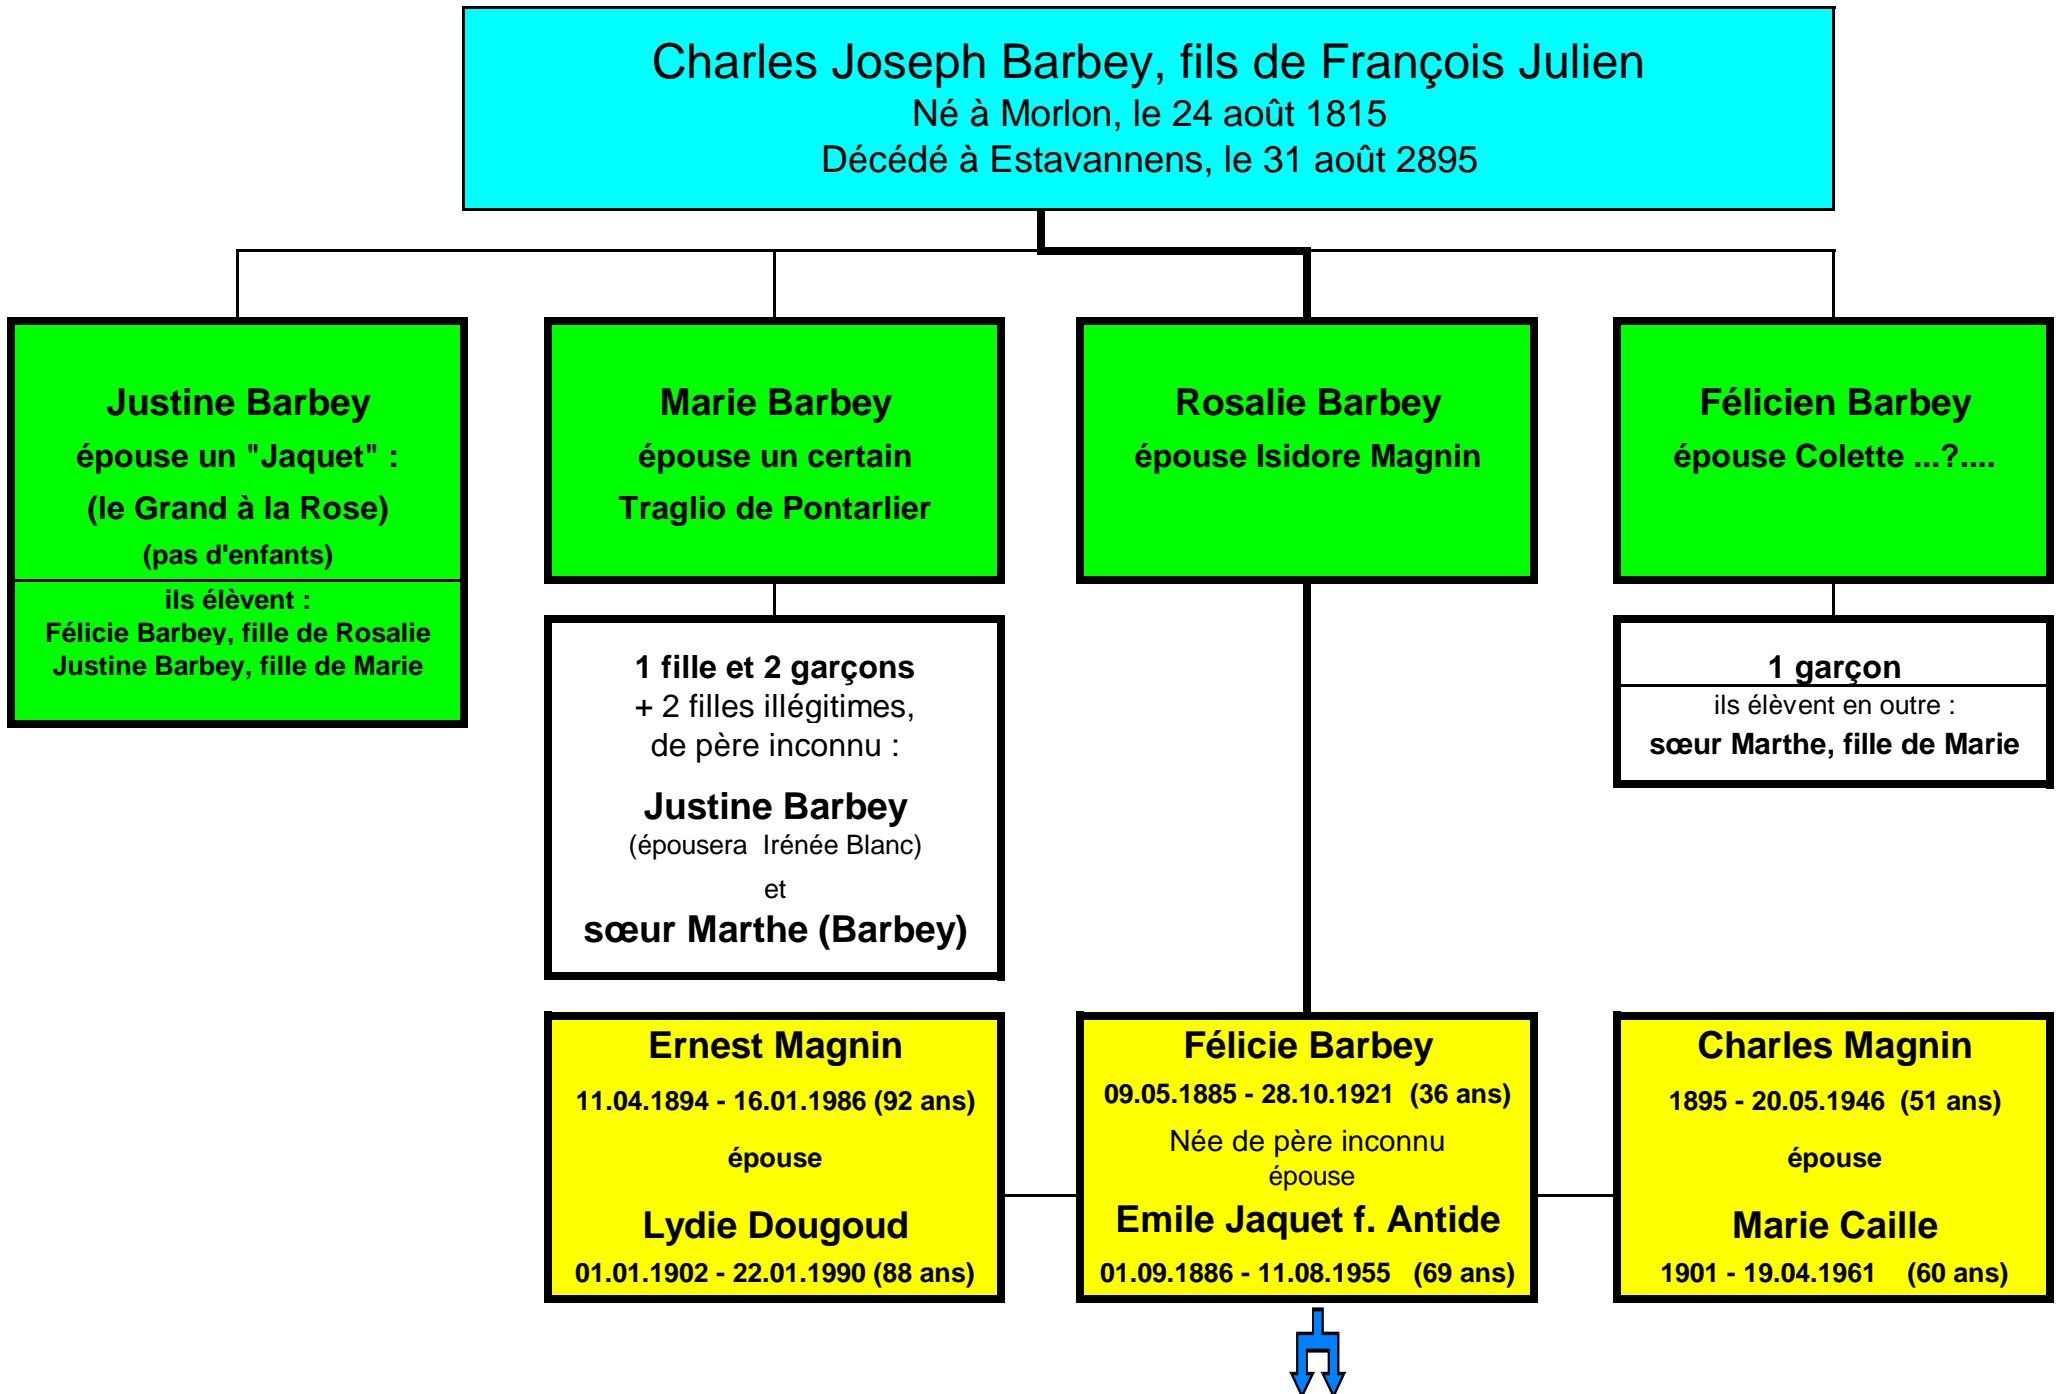 Charles Joseph Barbey, fils de François Julien
Né à Morlon, le 24 août 1815
Décédé à Estavannens, le 31 août 2895
Justine Barbey
épouse un "Jaquet" :
(le Grand à la Rose)
(pas d'enfants)
ils élèvent :
Félicie Barbey, fille de Rosalie
Justine Barbey, fille de Marie
Marie Barbey
épouse un certain
Traglio de Pontarlier
1 fille et 2 garçons
+ 2 filles illégitimes,
de père inconnu :
Justine Barbey
(épousera Irénée Blanc)
et
sœur Marthe (Barbey)
Rosalie Barbey
épouse Isidore Magnin
Félicien Barbey
épouse Colette ...?....
1 garçon
ils élèvent en outre :
sœur Marthe, fille de Marie
Ernest Magnin
11.04.1894 - 16.01.1986 (92 ans)
épouse
Lydie Dougoud
01.01.1902 - 22.01.1990 (88 ans)
Félicie Barbey
09.05.1885 - 28.10.1921 (36 ans)
Née de père inconnu
épouse
Emile Jaquet f. Antide
01.09.1886 - 11.08.1955 (69 ans)
Charles Magnin
1895 - 20.05.1946 (51 ans)
épouse
Marie Caille
1901 - 19.04.1961 (60 ans)